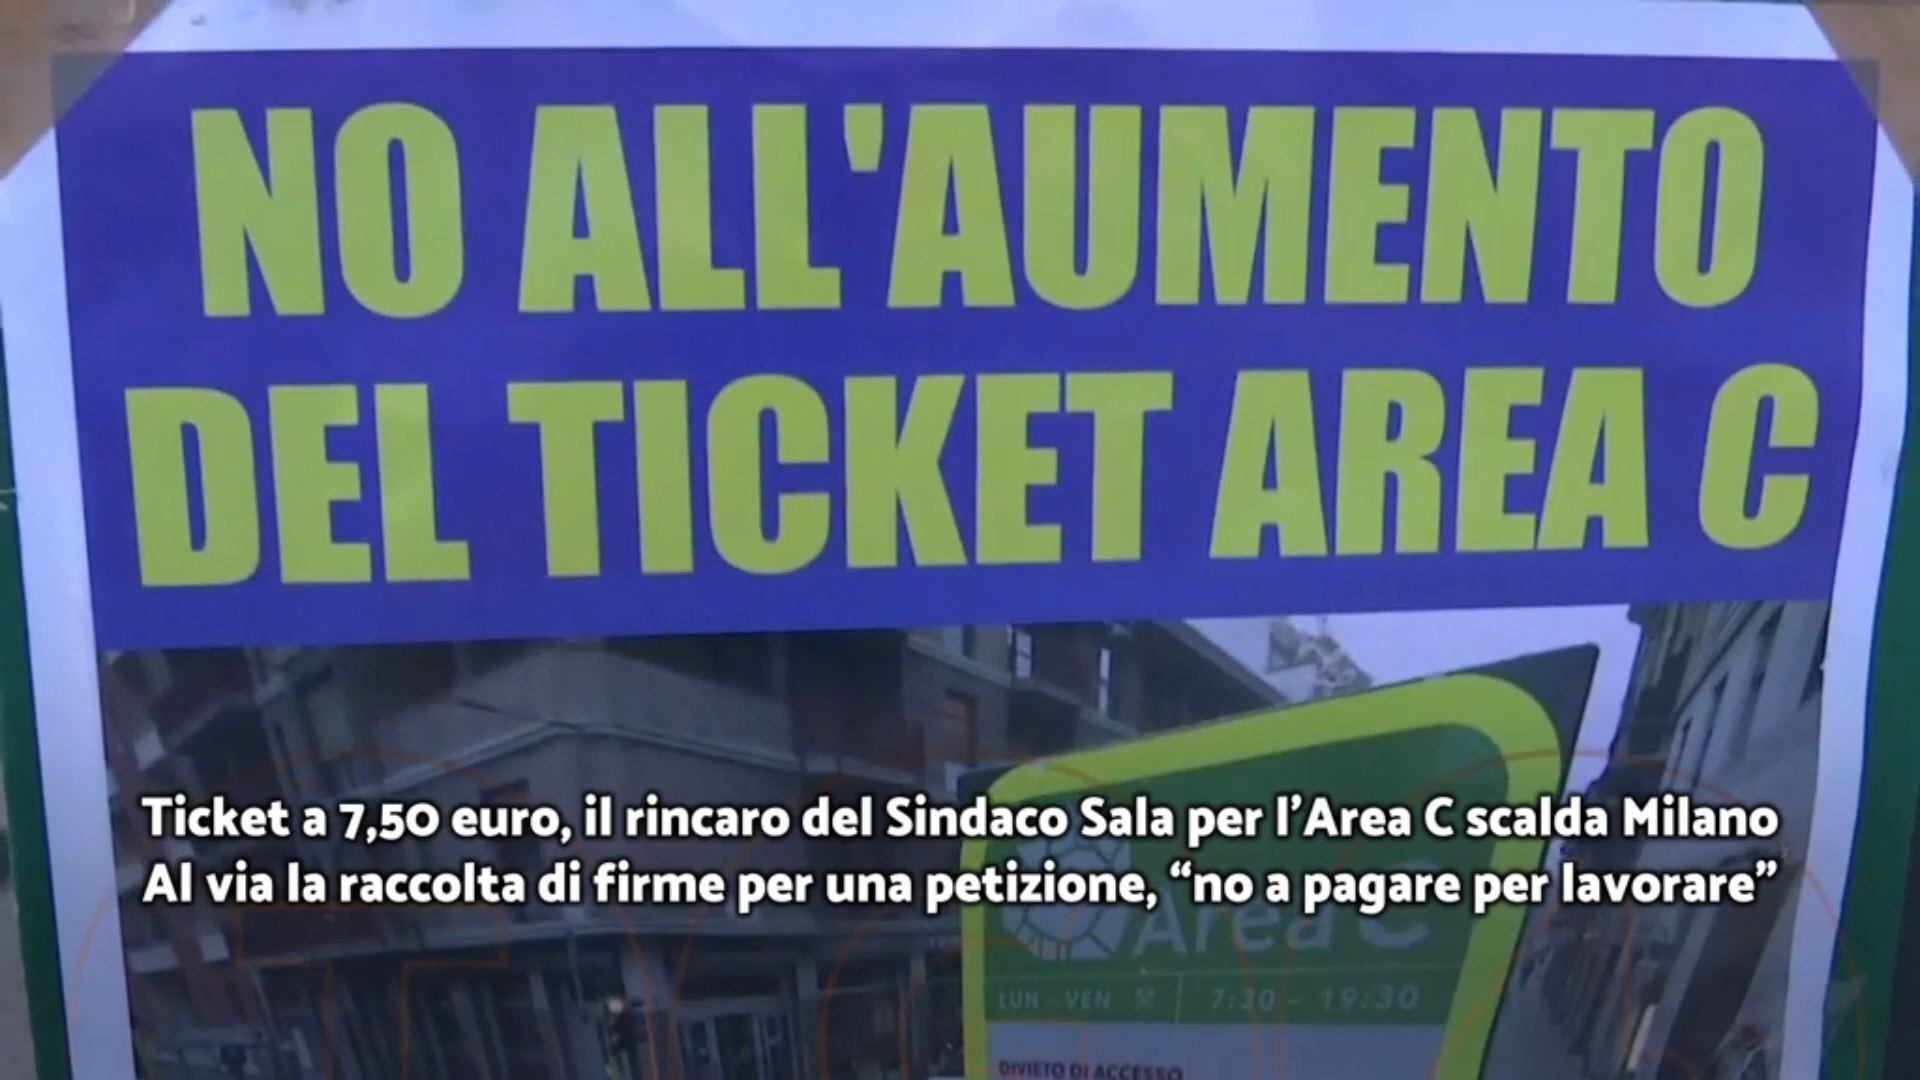 NO ALL'AUMENTO
DEL TICKET AREA C
Ticket a 7,50 euro, il rincaro del Sindaco Sala per l’Area C scalda Milano
Al via la raccolta di firme per una petizione, “no a pagare per lavorare”
Area C
LUN - VEN 7:30 - 19:30
DIVIETO DI ACCESSO